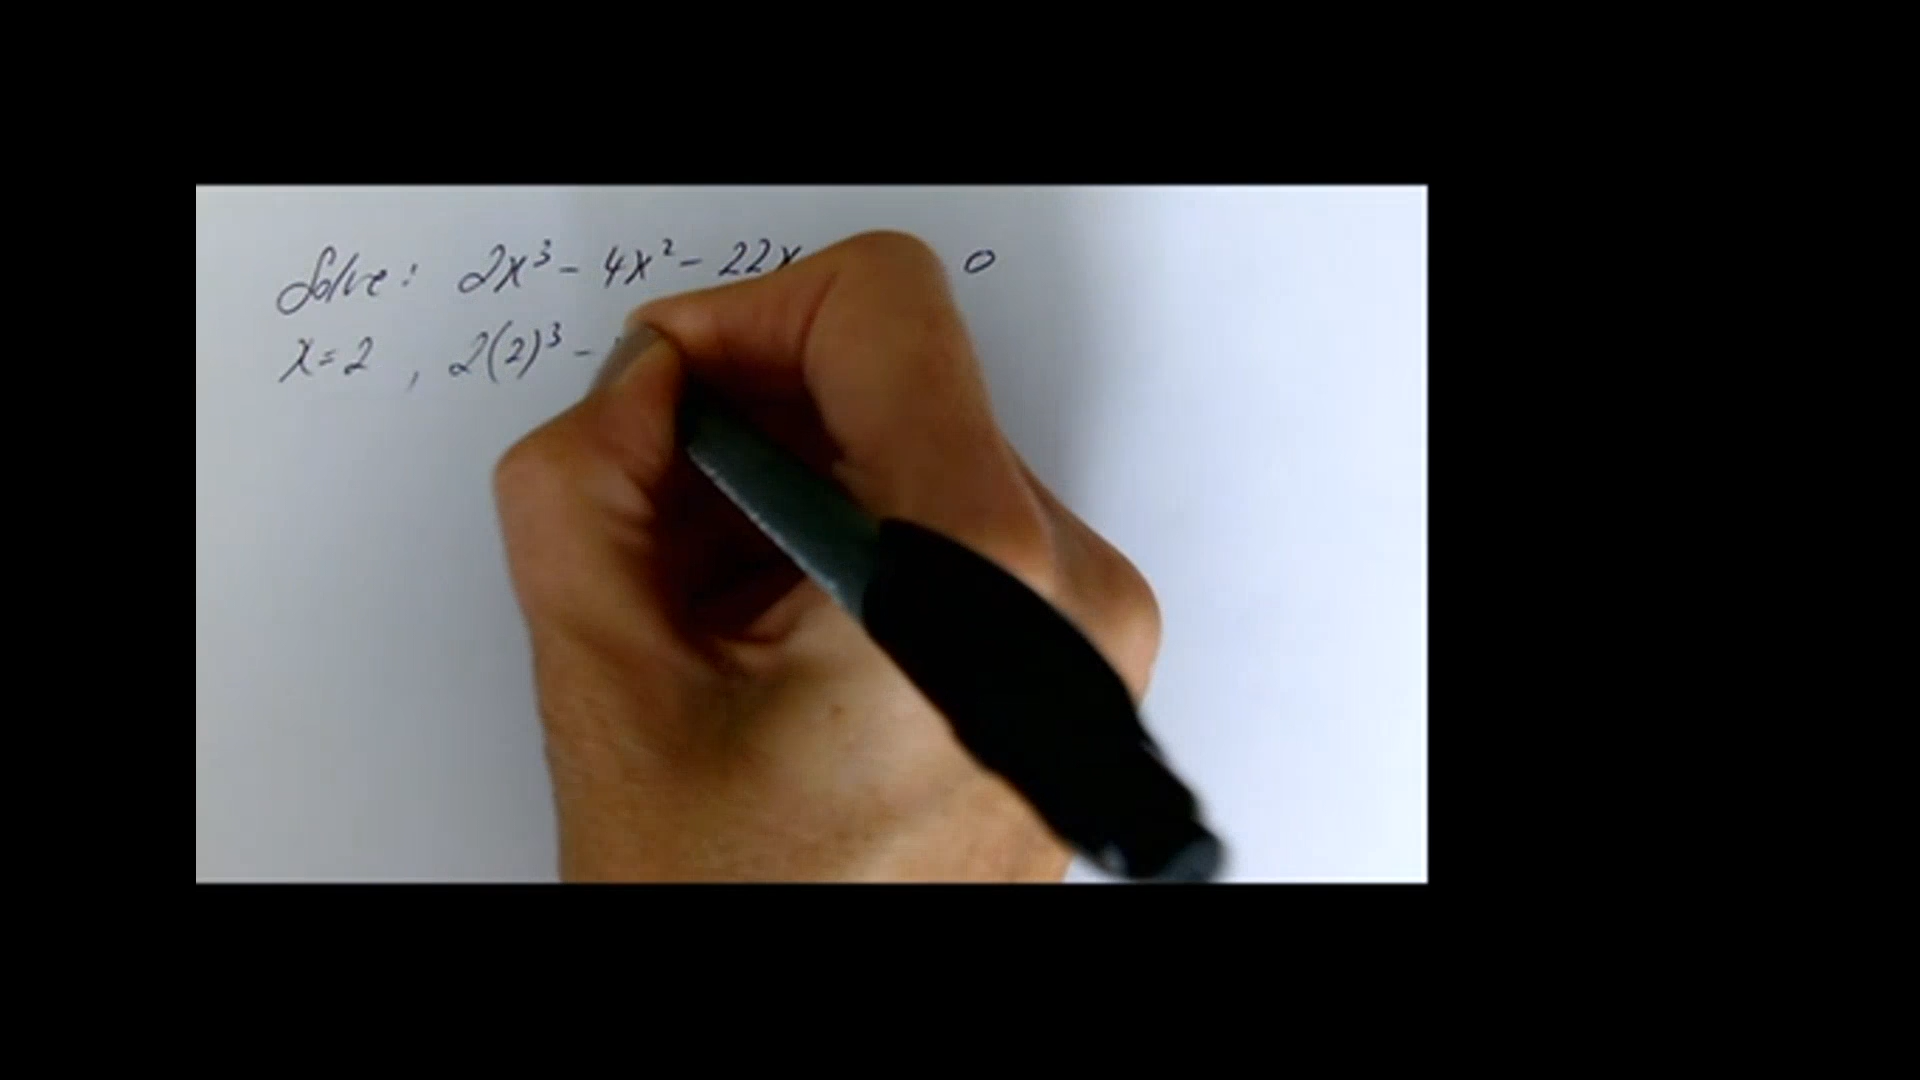 Solve: 2x³ - 4x² - 22x 0
x = 2 , 2(2)³ -